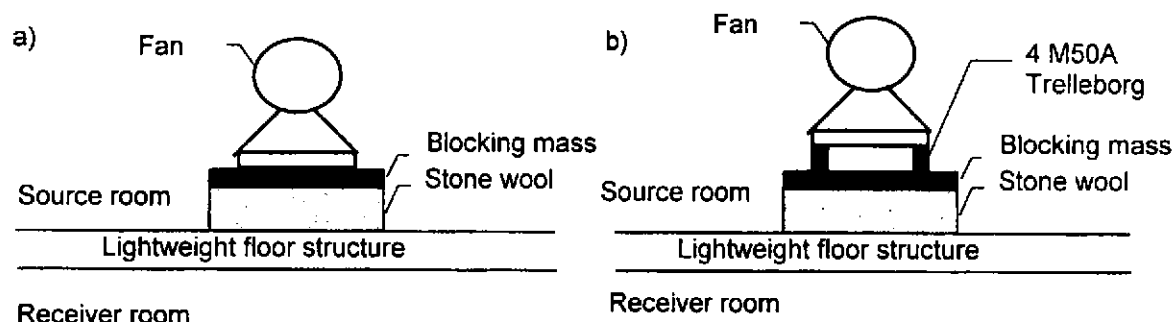 a)
Fan
Blocking mass
Stone wool
Source room
Lightweight floor structure
Receiver room
b)
Fan
4 M50A
Trelleborg
Blocking mass
Stone wool
Source room
Lightweight floor structure
Receiver room